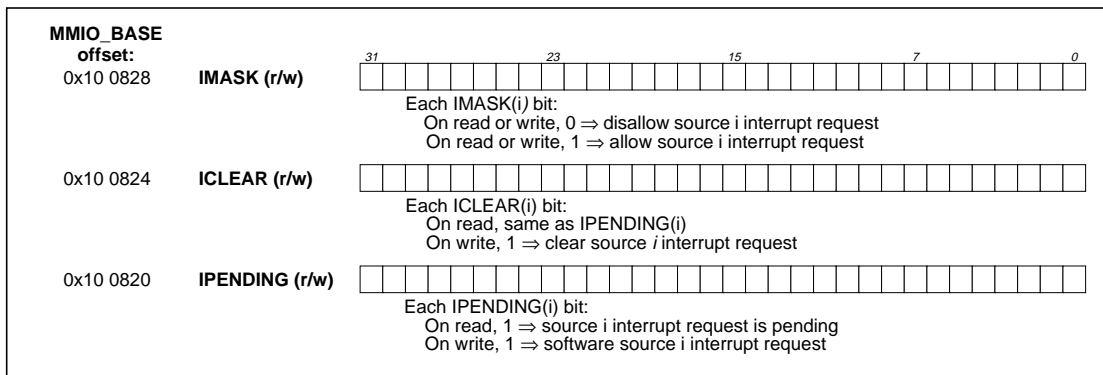 MMIO_BASE
offset:
31 23 15 7 0
0x10 0828 IMASK (r/w)
Each IMASK(i) bit:
On read or write, 0 ⇒ disallow source i interrupt request
On read or write, 1 ⇒ allow source i interrupt request
0x10 0824 ICLEAR (r/w)
Each ICLEAR(i) bit:
On read, same as IPENDING(i)
On write, 1 ⇒ clear source i interrupt request
0x10 0820 IPENDING (r/w)
Each IPENDING(i) bit:
On read, 1 ⇒ source i interrupt request is pending
On write, 1 ⇒ software source i interrupt request